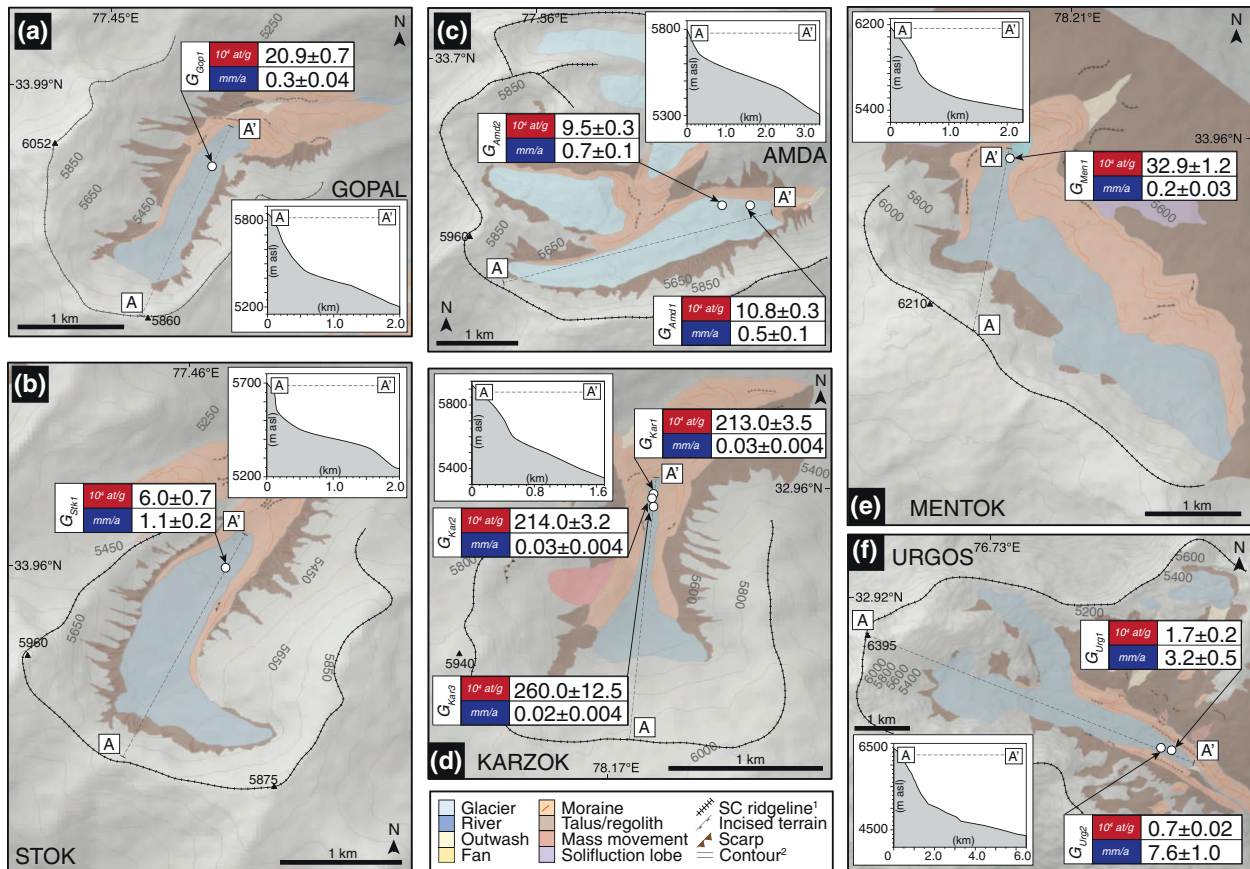 (a)
77.45°E
5250
N
33.99°N
G_Gop1
10⁴ at/g 20.9±0.7
mm/a 0.3±0.04
A'
6052
5850
5650
5450
GOPAL
5800
A
A'
(m asl)
5200
(km)
0
1.0
2.0
A
5860
1 km
(b)
77.46°E
5250
5700
A
A'
(m asl)
5200
(km)
0
1.0
2.0
G_Stk1
10⁴ at/g 6.0±0.7
mm/a 1.1±0.2
A'
5450
33.96°N
5450
5650
5960
5650
5850
A
5875
N
STOK
1 km
(c)
77.36°E
33.7°N
5850
5800
A
A'
(m asl)
5300
(km)
0
1.0
2.0
3.0
G_Amd2
10⁴ at/g 9.5±0.3
mm/a 0.7±0.1
AMDA
A'
5960
5850
5650
A
5650
5850
N
1 km
G_Amd1
10⁴ at/g 10.8±0.3
mm/a 0.5±0.1
(d) KARZOK
5800
A
A'
(m asl)
5400
(km)
0
0.8
1.6
N
G_Kar1
10⁴ at/g 213.0±3.5
mm/a 0.03±0.004
5400
A'
32.96°N
G_Kar2
10⁴ at/g 214.0±3.2
mm/a 0.03±0.004
5800
5600
5800
5940
G_Kar3
10⁴ at/g 260.0±12.5
mm/a 0.02±0.004
A
6000
78.17°E
1 km
(e)
6200
A
A'
(m asl)
5400
(km)
0
1.0
2.0
78.21°E
N
33.96°N
A'
G_Men1
10⁴ at/g 32.9±1.2
mm/a 0.2±0.03
6000
5800
5600
6210
A
MENTOK
1 km
(f)
URGOS
76.73°E
5600
5400
N
32.92°N
5200
A
6395
6000
5800
5600
5400
G_Urg1
10⁴ at/g 1.7±0.2
mm/a 3.2±0.5
1 km
A'
6500
A
A'
(m asl)
4500
(km)
0
2.0
4.0
6.0
G_Urg2
10⁴ at/g 0.7±0.02
mm/a 7.6±1.0
Glacier
River
Outwash
Fan
Moraine
Talus/regolith
Mass movement
Solifluction lobe
SC ridgeline¹
Incised terrain
Scarp
Contour²